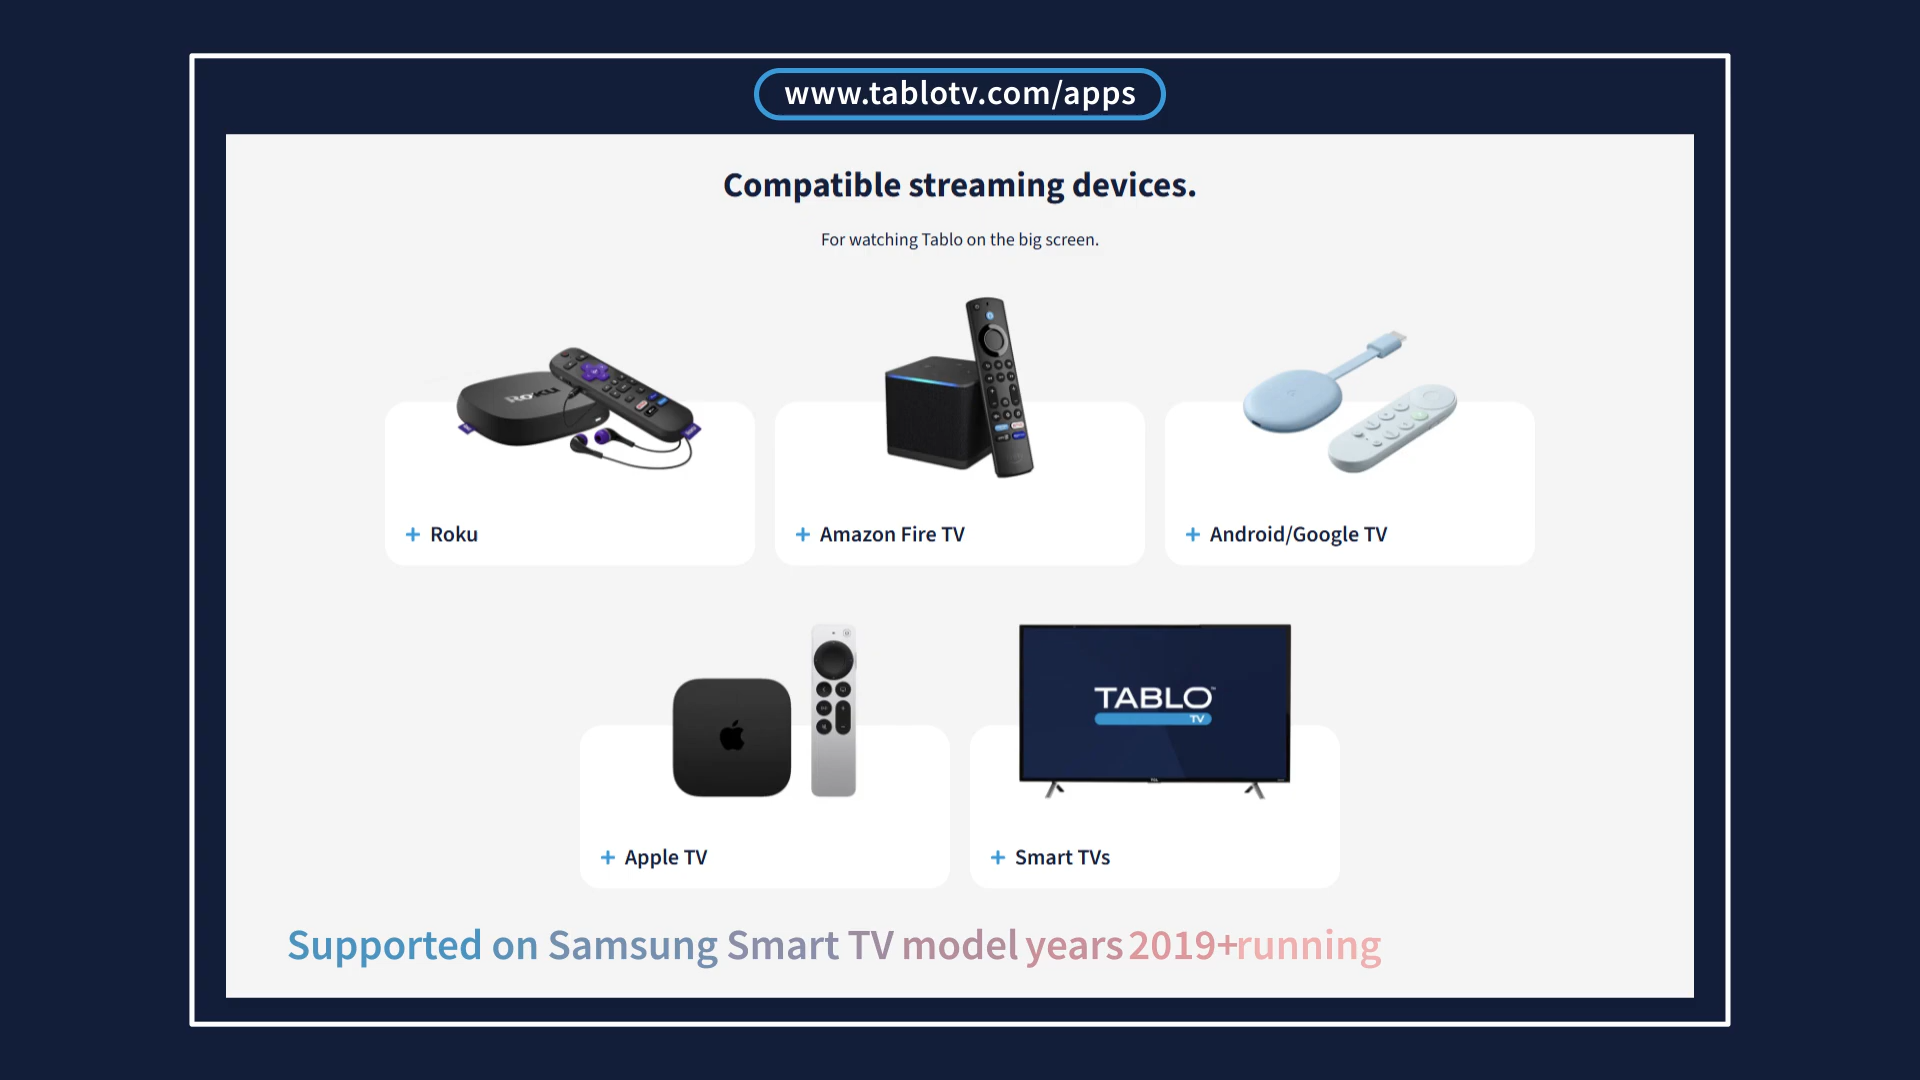 www.tablotv.com/apps
Compatible streaming devices.
For watching Tablo on the big screen.
ROKU
+ Roku
+ Amazon Fire TV
+ Android/Google TV
TABLO
TV
+ Apple TV
+ Smart TVs
Supported on Samsung Smart TV model years 2019+running